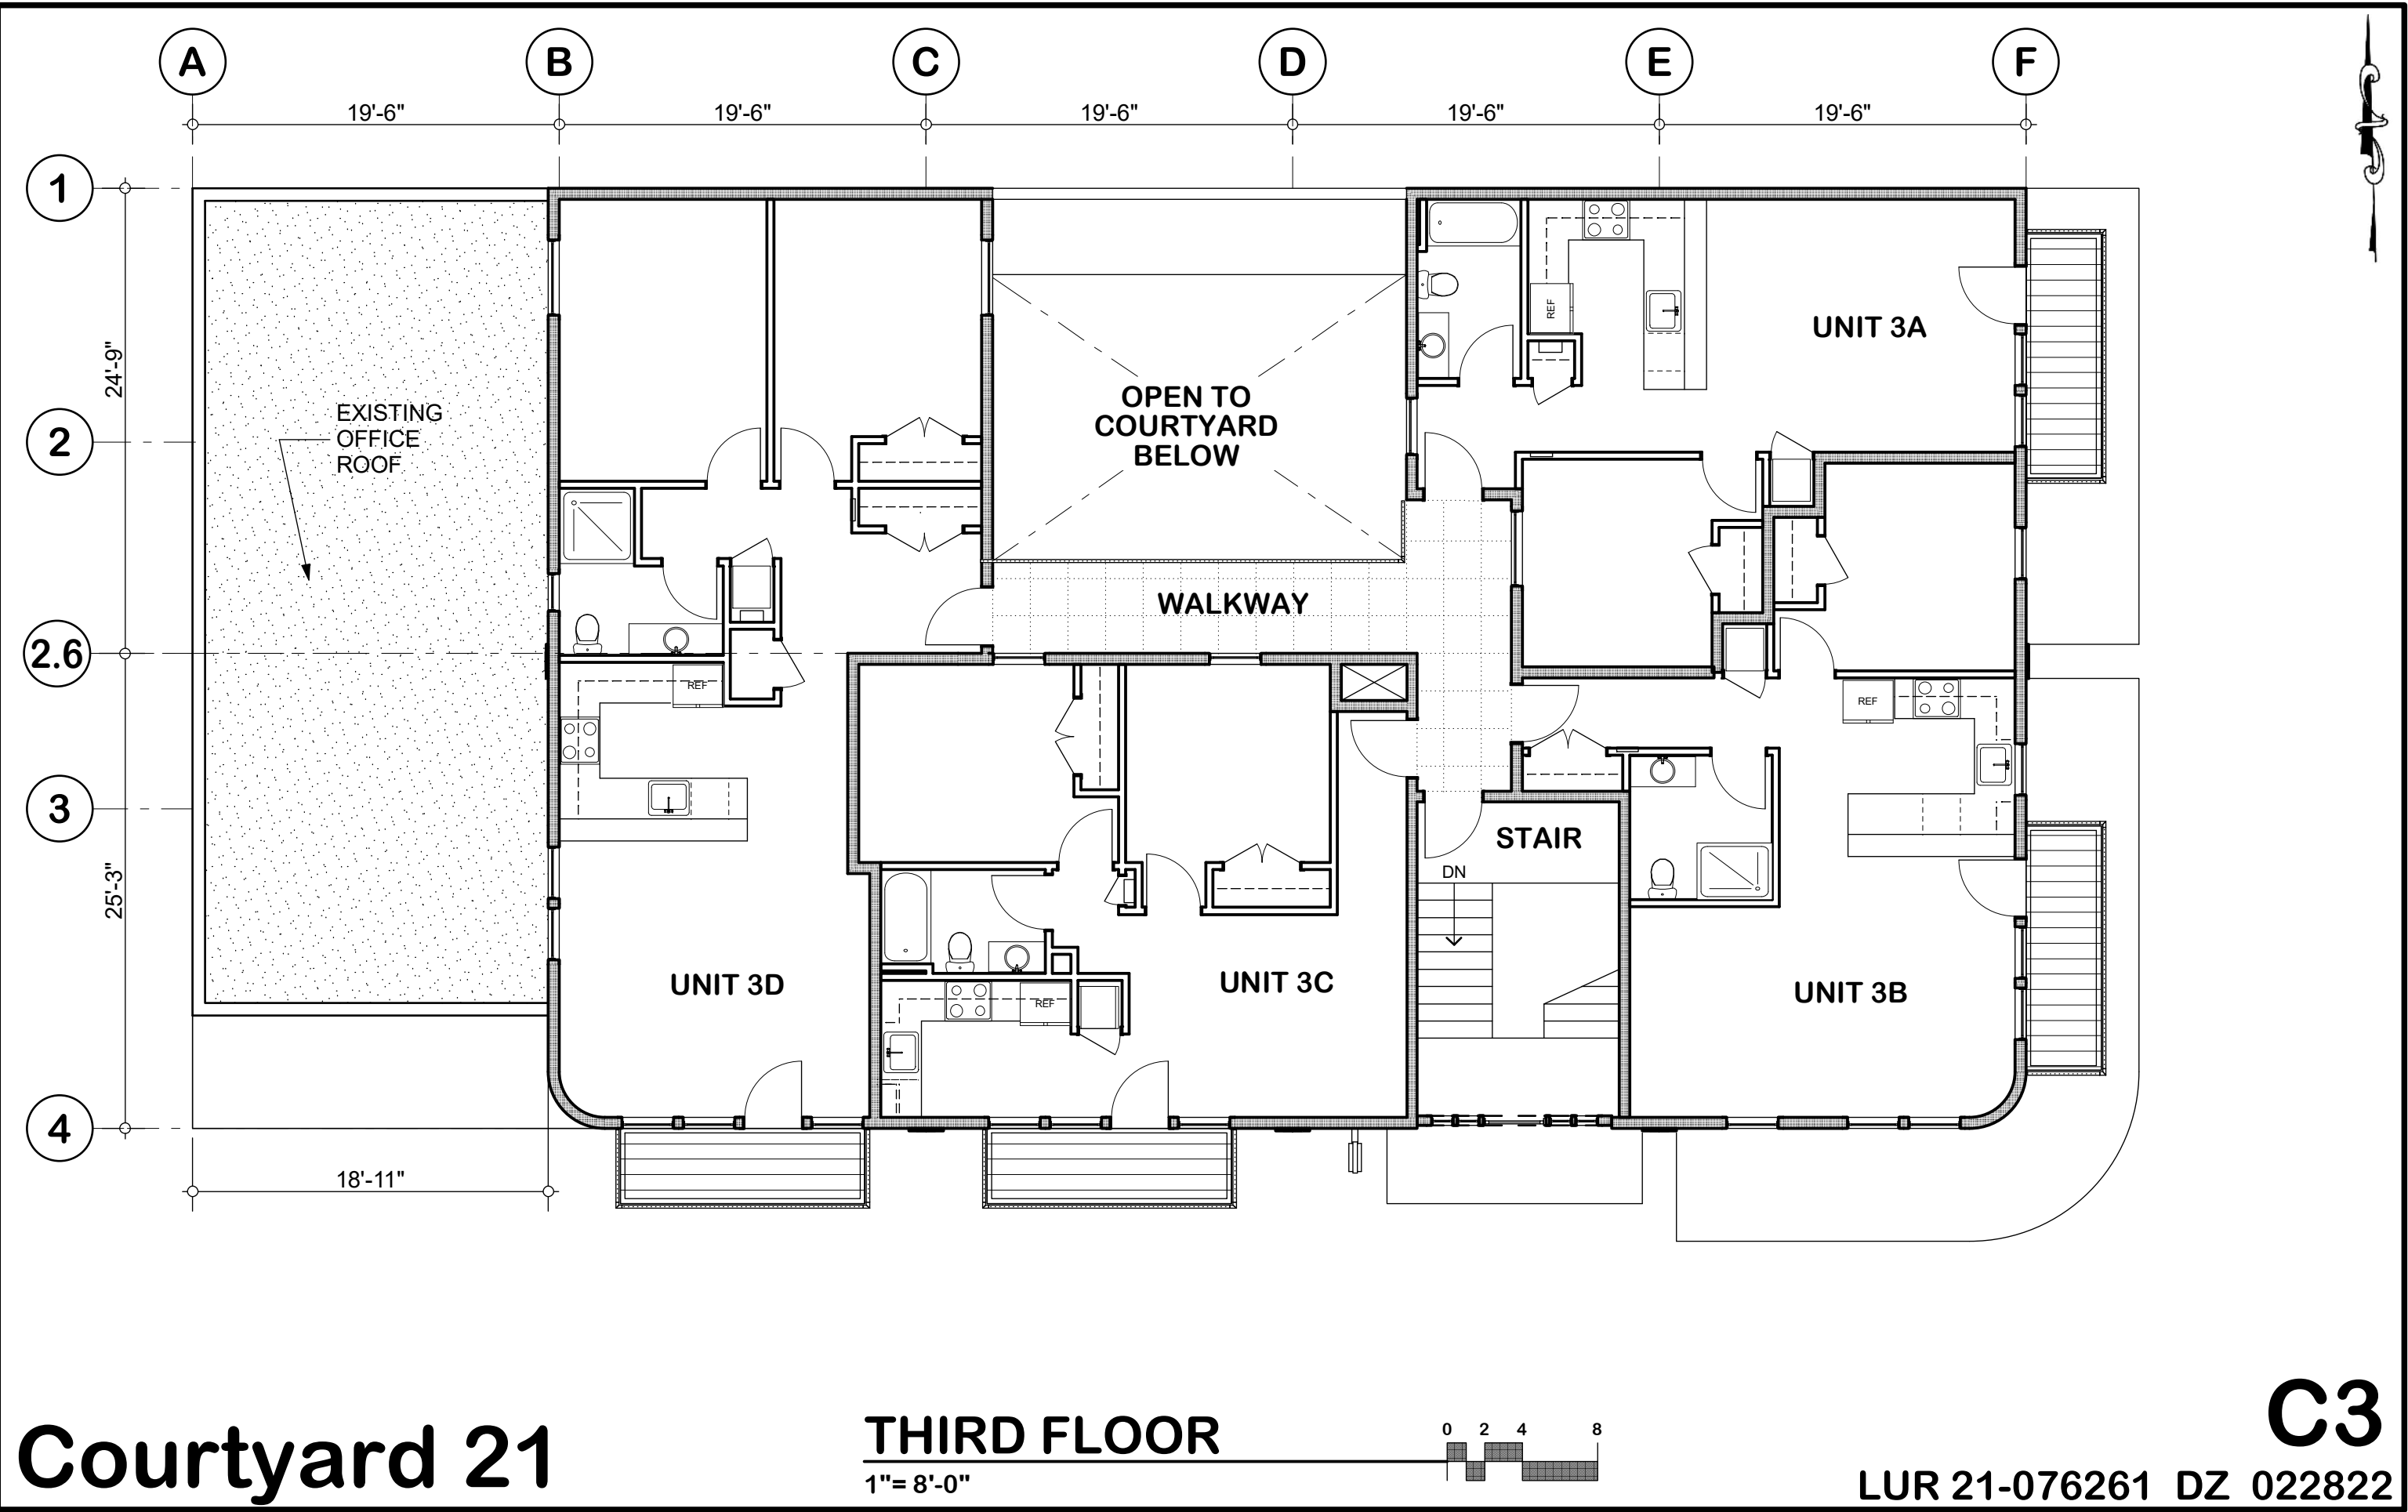 A B C D E F
19'-6" 19'-6" 19'-6" 19'-6" 19'-6"
1
24'-9"
2
2.6
25'-3"
3
4
18'-11"
EXISTING
OFFICE
ROOF
OPEN TO
COURTYARD
BELOW
WALKWAY
REF
UNIT 3A
REF
REF
STAIR
DN
UNIT 3D
UNIT 3C
REF
UNIT 3B
Courtyard 21
THIRD FLOOR
1"= 8'-0"
0 2 4 8
C3
LUR 21-076261 DZ 022822